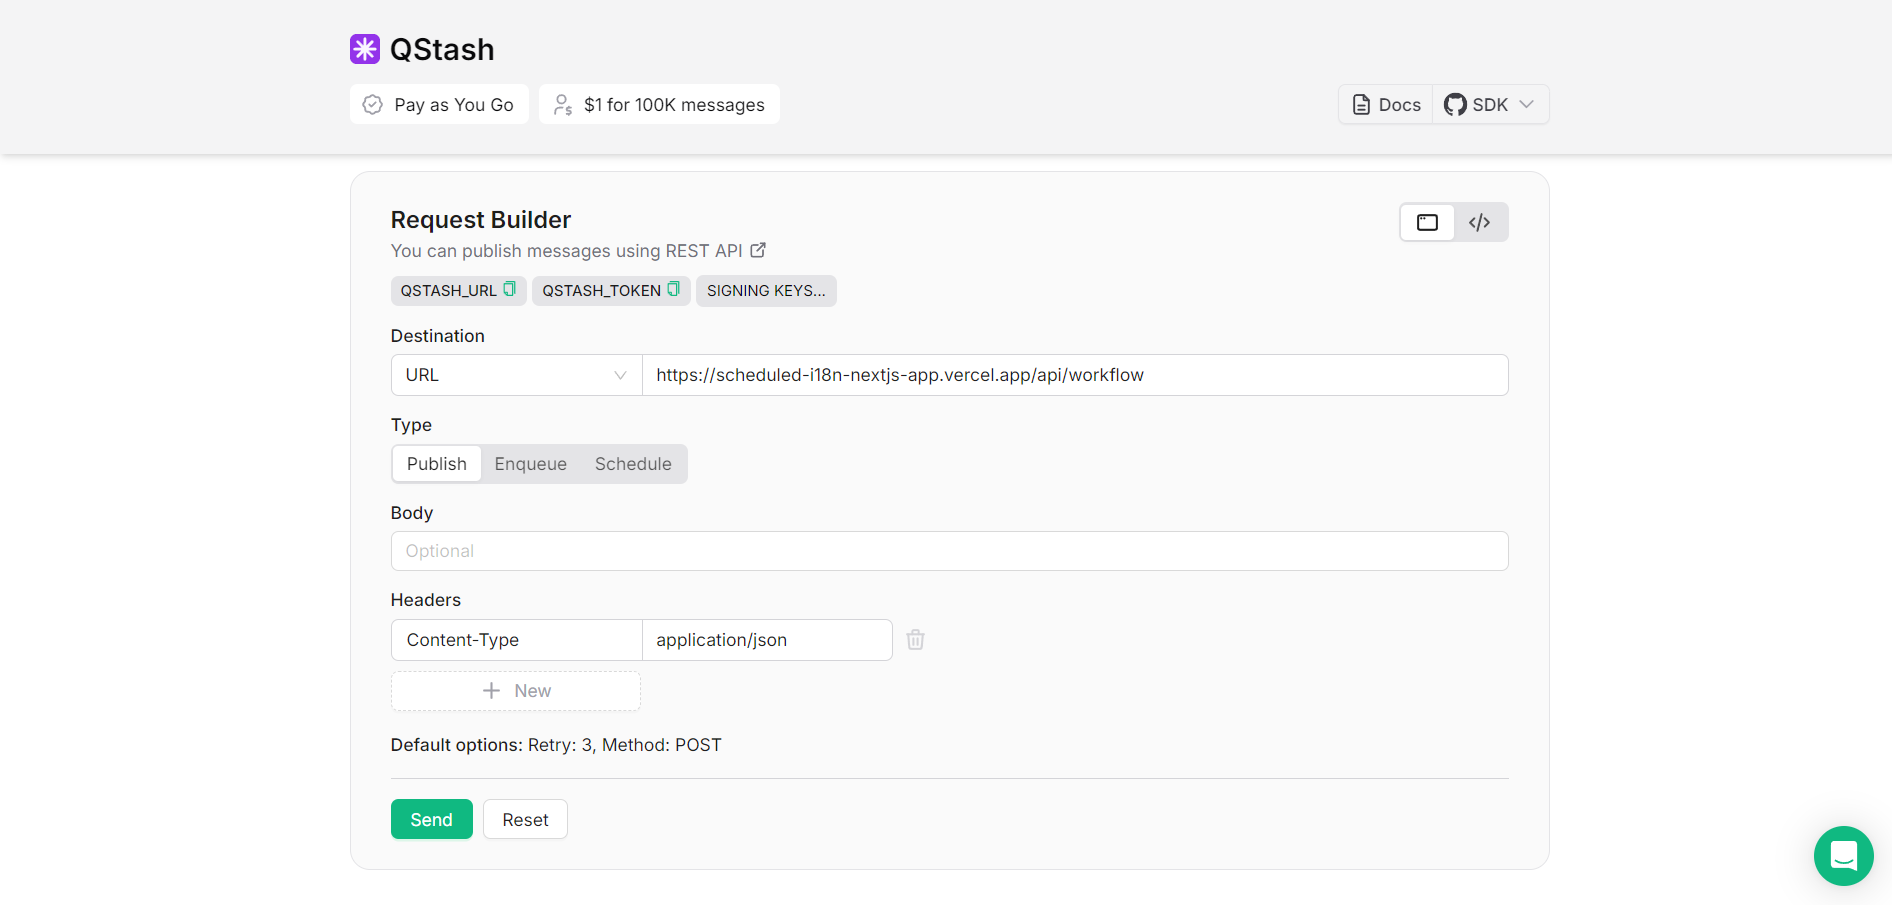 QStash
Pay as You Go
$1 for 100K messages
Docs
SDK
Request Builder
You can publish messages using REST API
QSTASH_URL
QSTASH_TOKEN
SIGNING KEYS...
Destination
URL
https://scheduled-i18n-nextjs-app.vercel.app/api/workflow
Type
Publish
Enqueue
Schedule
Body
Optional
Headers
Content-Type
application/json
New
Default options: Retry: 3, Method: POST
Send
Reset